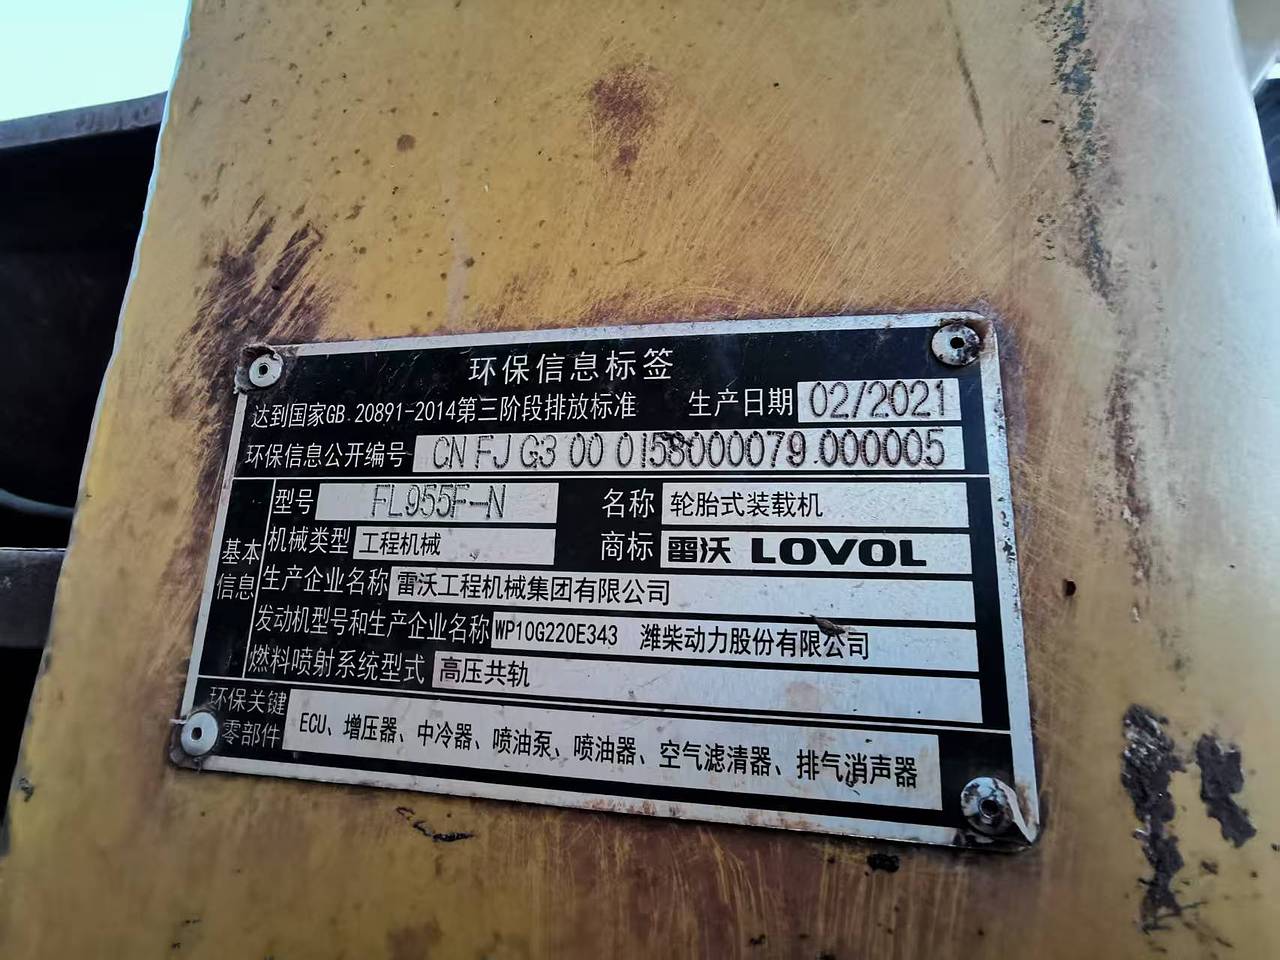 环保信息标签
达到国家GB 20891-2014第三阶段排放标准 生产日期 02/2021
环保信息公开编号 CN FJ G3 00 0158000079 000005
基本信息
型号 FL955F-N 名称 轮胎式装载机
机械类型 工程机械 商标 雷沃 LOVOL
生产企业名称 雷沃工程机械集团有限公司
发动机型号和生产企业名称 WP10G220E343 潍柴动力股份有限公司
燃料喷射系统型式 高压共轨
环保关键零部件 ECU、增压器、中冷器、喷油泵、喷油器、空气滤清器、排气消声器